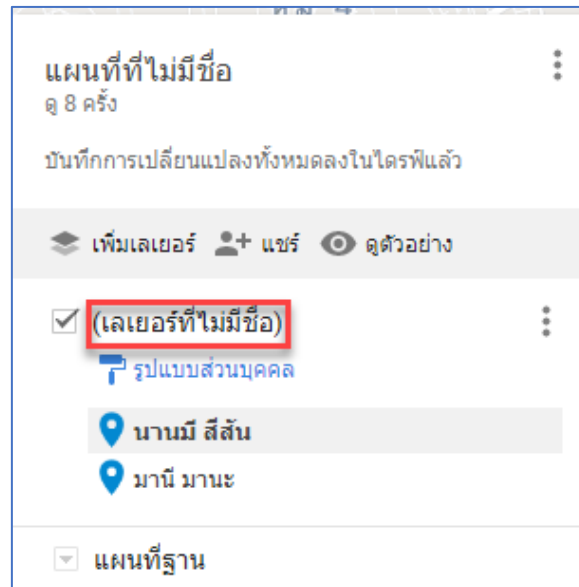 แผนที่ที่ไม่มีชื่อ
ดู 8 ครั้ง
บันทึกการเปลี่ยนแปลงทั้งหมดลงในไดรฟ์แล้ว
เพิ่มเลเยอร์ แชร์ ดูตัวอย่าง
(เลเยอร์ที่ไม่มีชื่อ)
รูปแบบส่วนบุคคล
นานมี สีสัน
มานี มานะ
แผนที่ฐาน